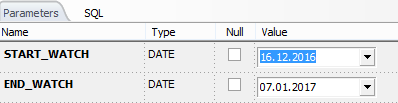 Parameters SQL
Name Type Null Value
START_WATCH DATE 16.12.2016
END_WATCH DATE 07.01.2017